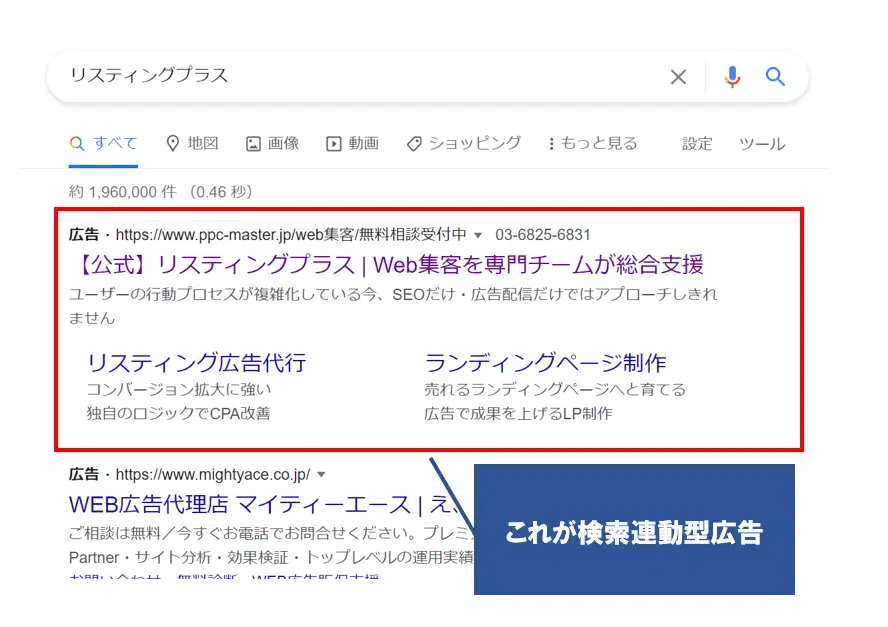 リスティングプラス
すべて 地図 画像 動画 ショッピング もっと見る 設定 ツール
約 1,960,000 件 （0.46 秒）
広告・https://www.ppc-master.jp/web集客/無料相談受付中 03-6825-6831
【公式】リスティングプラス | Web集客を専門チームが総合支援
ユーザーの行動プロセスが複雑化している今、SEOだけ・広告配信だけではアプローチしきれ
ません
リスティング広告代行 ランディングページ制作
コンバージョン拡大に強い 売れるランディングページへと育てる
独自のロジックでCPA改善 広告で成果を上げるLP制作
広告・https://www.mightyace.co.jp/
WEB広告代理店 マイティーエース | え、
ご相談は無料／今すぐお電話でお問合せください。プレミ
Partner・サイト分析・効果検証・トップレベルの運用実績
これが検索連動型広告